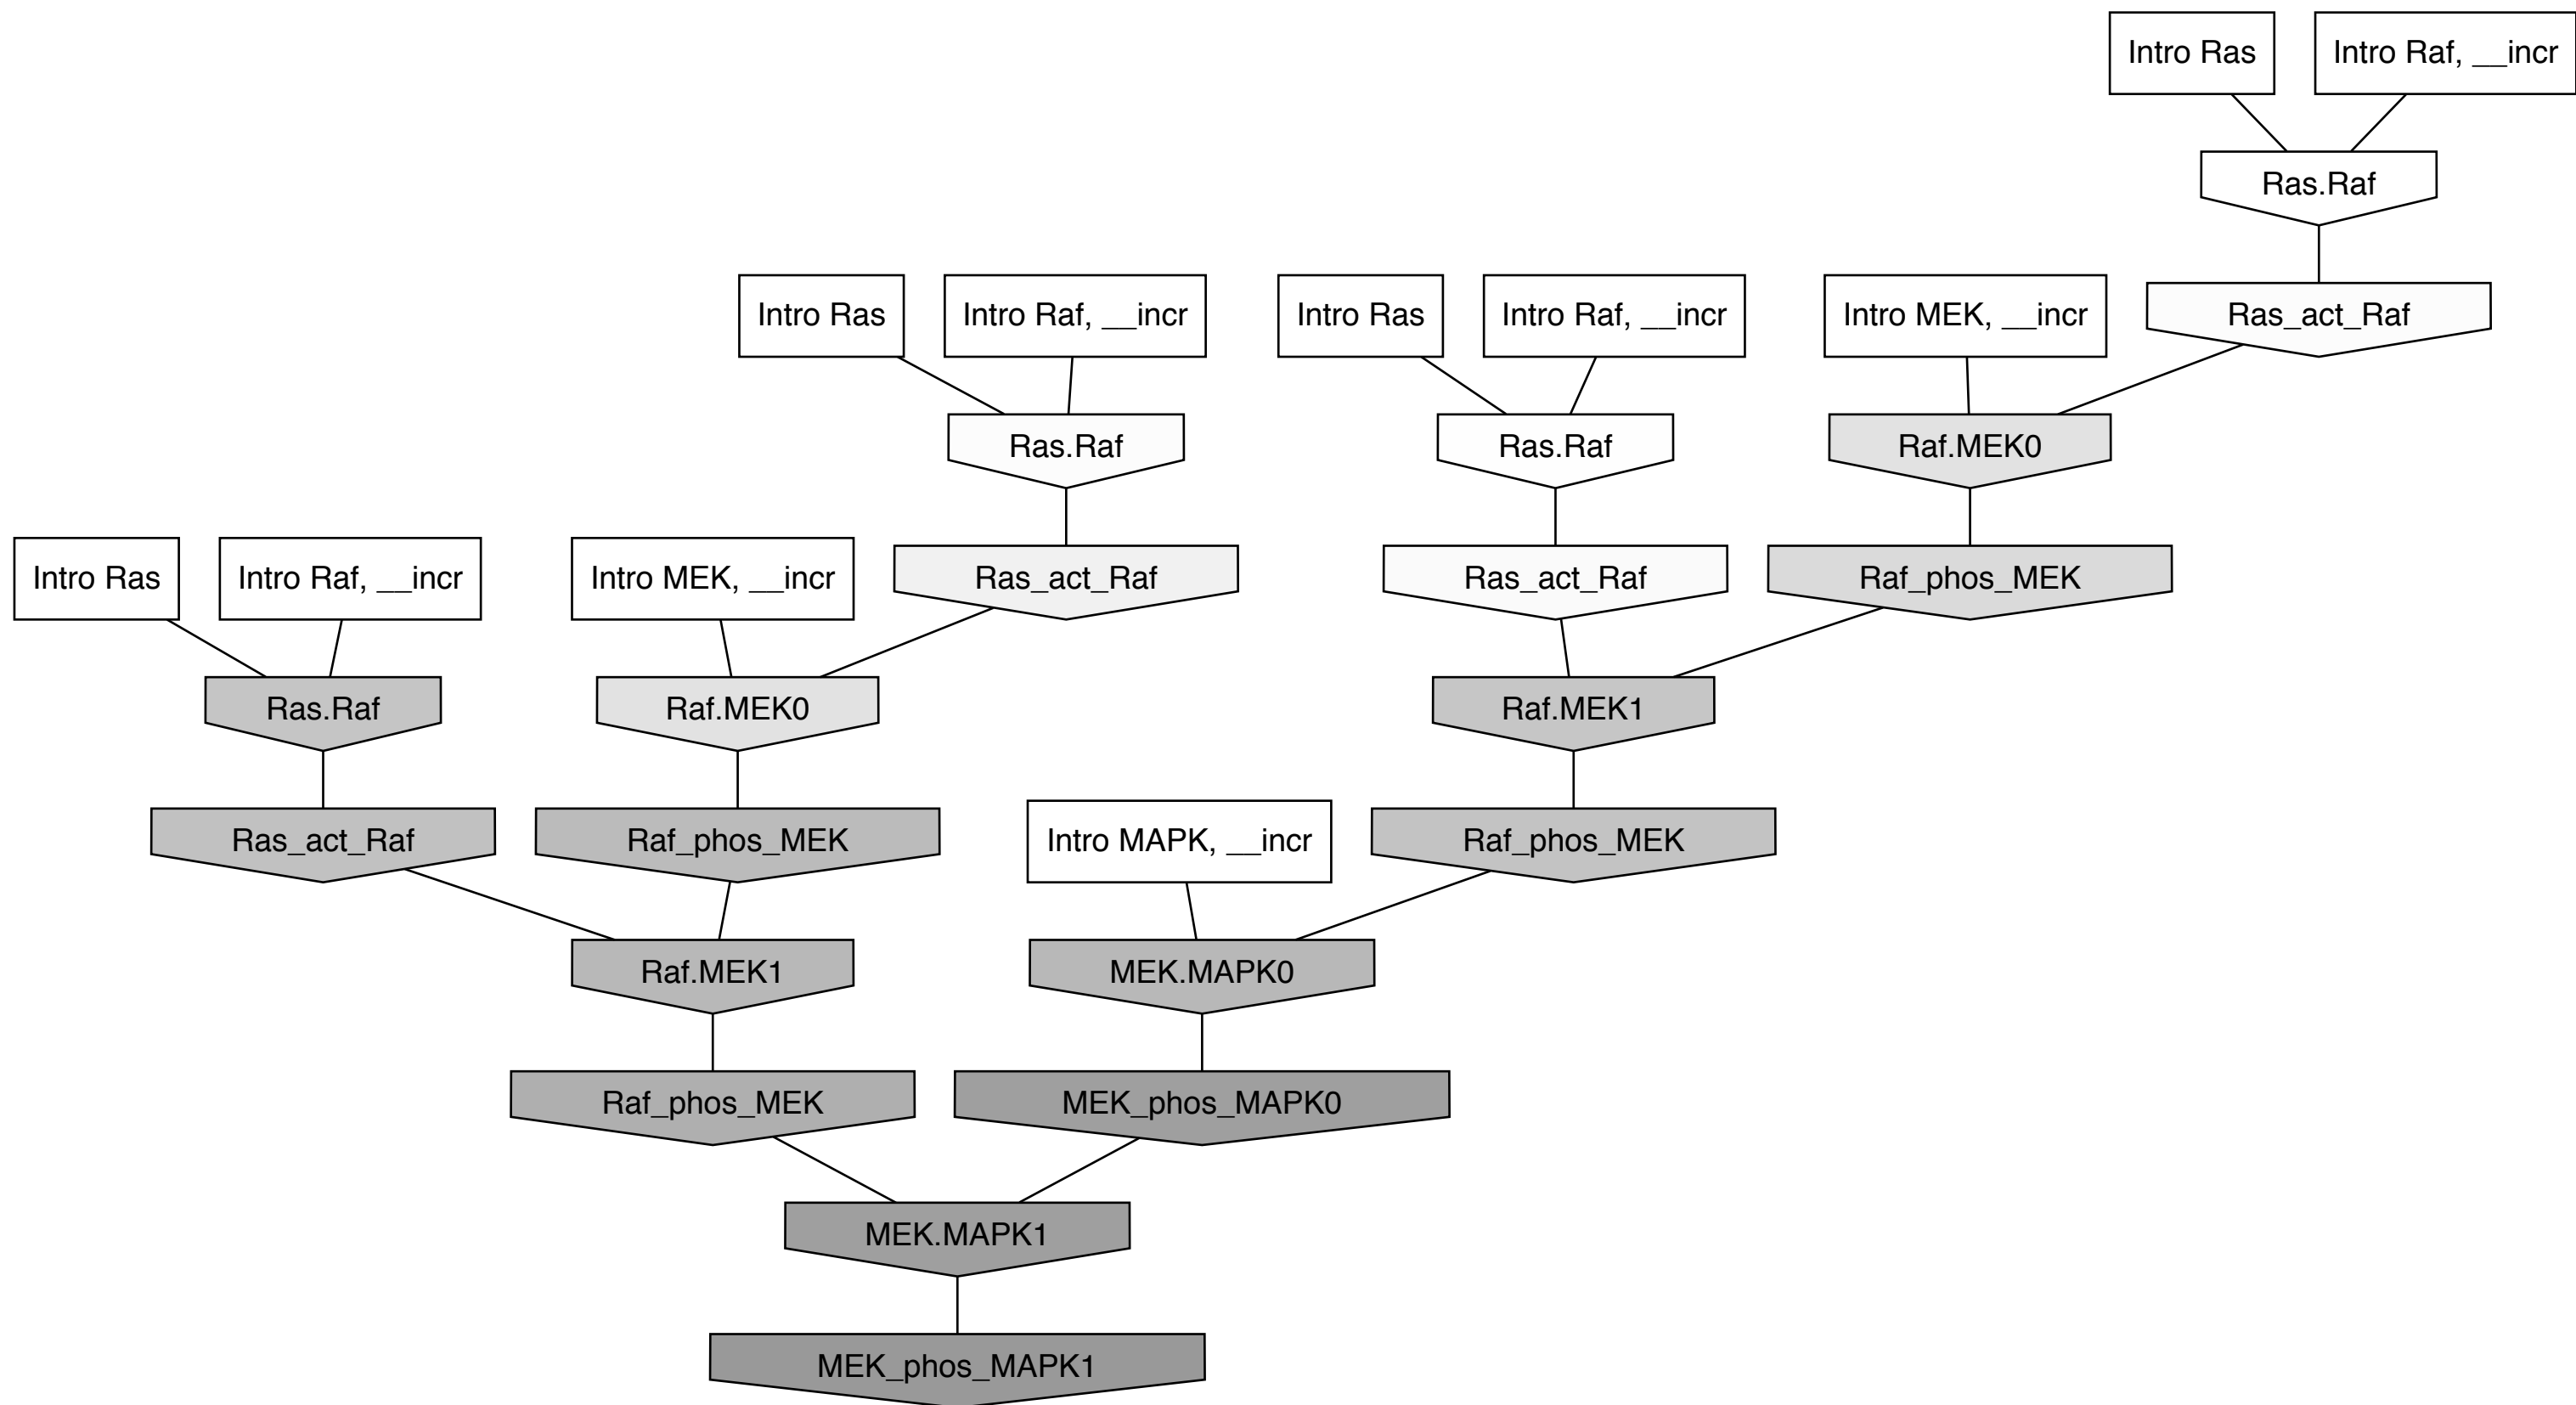 Intro Ras
Intro Raf, __incr
Ras.Raf
Intro Ras
Intro Raf, __incr
Intro Ras
Intro Raf, __incr
Intro MEK, __incr
Ras_act_Raf
Ras.Raf
Ras.Raf
Raf.MEK0
Intro Ras
Intro Raf, __incr
Intro MEK, __incr
Ras_act_Raf
Ras_act_Raf
Raf_phos_MEK
Ras.Raf
Raf.MEK0
Raf.MEK1
Ras_act_Raf
Raf_phos_MEK
Intro MAPK, __incr
Raf_phos_MEK
Raf.MEK1
MEK.MAPK0
Raf_phos_MEK
MEK_phos_MAPK0
MEK.MAPK1
MEK_phos_MAPK1